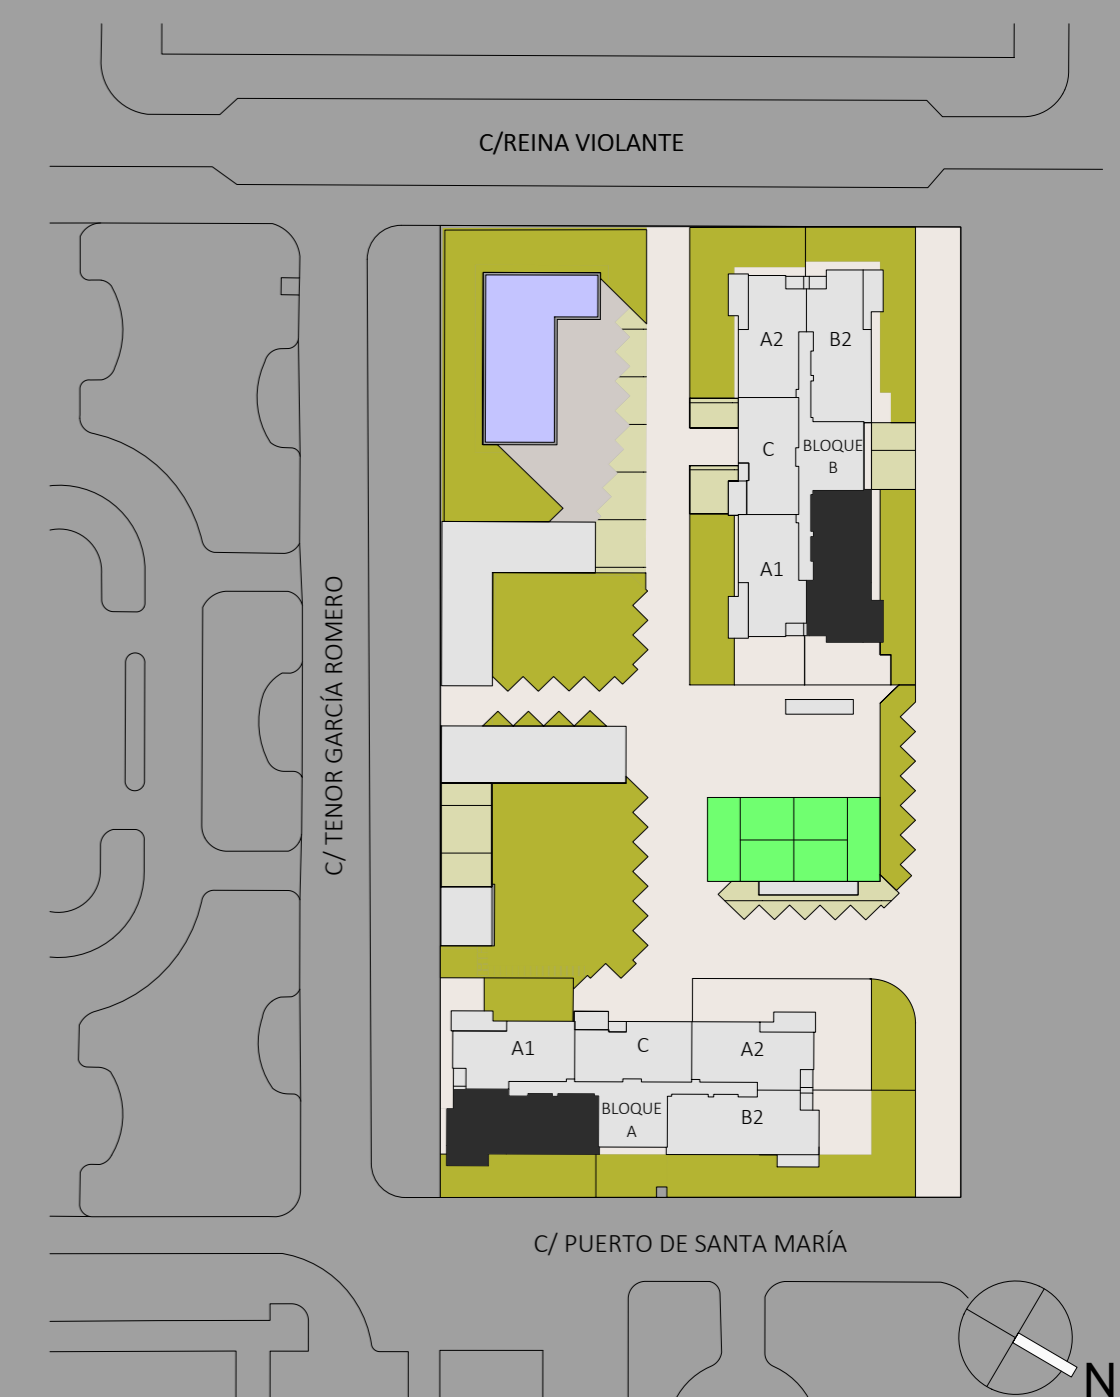 C/REINA VIOLANTE
A2
B2
C
BLOQUE
B
A1
C/ TENOR GARCÍA ROMERO
A1
C
A2
BLOQUE
A
B2
C/ PUERTO DE SANTA MARÍA
N